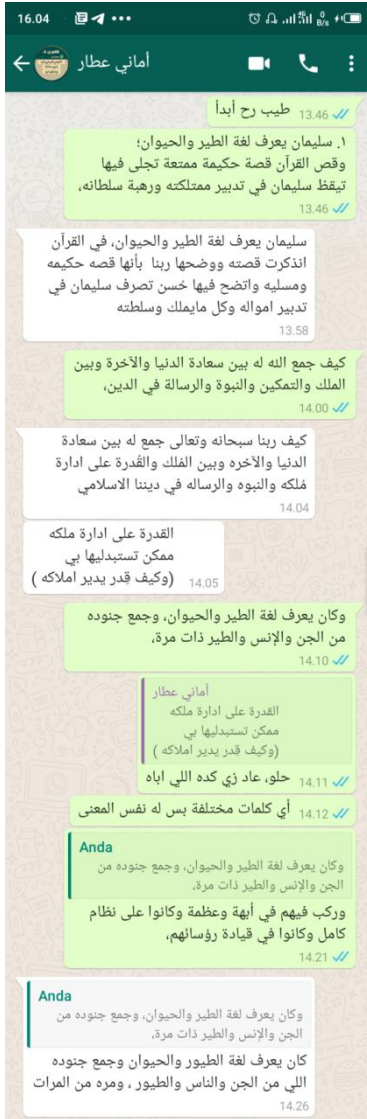 16.04
0 B/s
أماني عطار
طيب رح أبدأ
13.46
١. سليمان يعرف لغة الطير والحيوان؛
وقص القرآن قصة حكيمة ممتعة تجلى فيها
تيقظ سليمان في تدبير ممتلكته ورهبة سلطانه،
13.46
سليمان يعرف لغة الطير والحيوان، في القرآن
انذكرت قصته ووضحها ربنا بأنها قصه حكيمه
ومسليه واتضح فيها حُسن تصرف سليمان في
تدبير امواله وكل مايملك وسلطته
13.58
كيف جمع الله له بين سعادة الدنيا والآخرة وبين
الملك والتمكين والنبوة والرسالة في الدين،
14.00
كيف ربنا سبحانه وتعالى جمع له بين سعادة
الدنيا والآخره وبين المُلك والقُدرة على ادارة
مُلكه والنبوه والرساله في ديننا الاسلامي
14.04
القدرة على ادارة ملكه
ممكن تستبدليها بي
(وكيف قِدر يدير املاكه )
14.05
وكان يعرف لغة الطير والحيوان، وجمع جنوده
من الجن والإنس والطير ذات مرة،
14.10
أماني عطار
القدرة على ادارة ملكه
ممكن تستبدليها بي
(وكيف قِدر يدير املاكه )
حلو، عاد زي كده اللي اباه
14.11
أي كلمات مختلفة بس له نفس المعنى
14.12
Anda
وكان يعرف لغة الطير والحيوان، وجمع جنوده من
الجن والإنس والطير ذات مرة،
وركب فيهم في أبهة وعظمة وكانوا على نظام
كامل وكانوا في قيادة رؤسائهم،
14.21
Anda
وكان يعرف لغة الطير والحيوان، وجمع جنوده من
الجن والإنس والطير ذات مرة،
كان يعرف لغة الطيور والحيوان وجمع جنوده
اللي من الجن والناس والطيور ، ومره من المرات
14.26